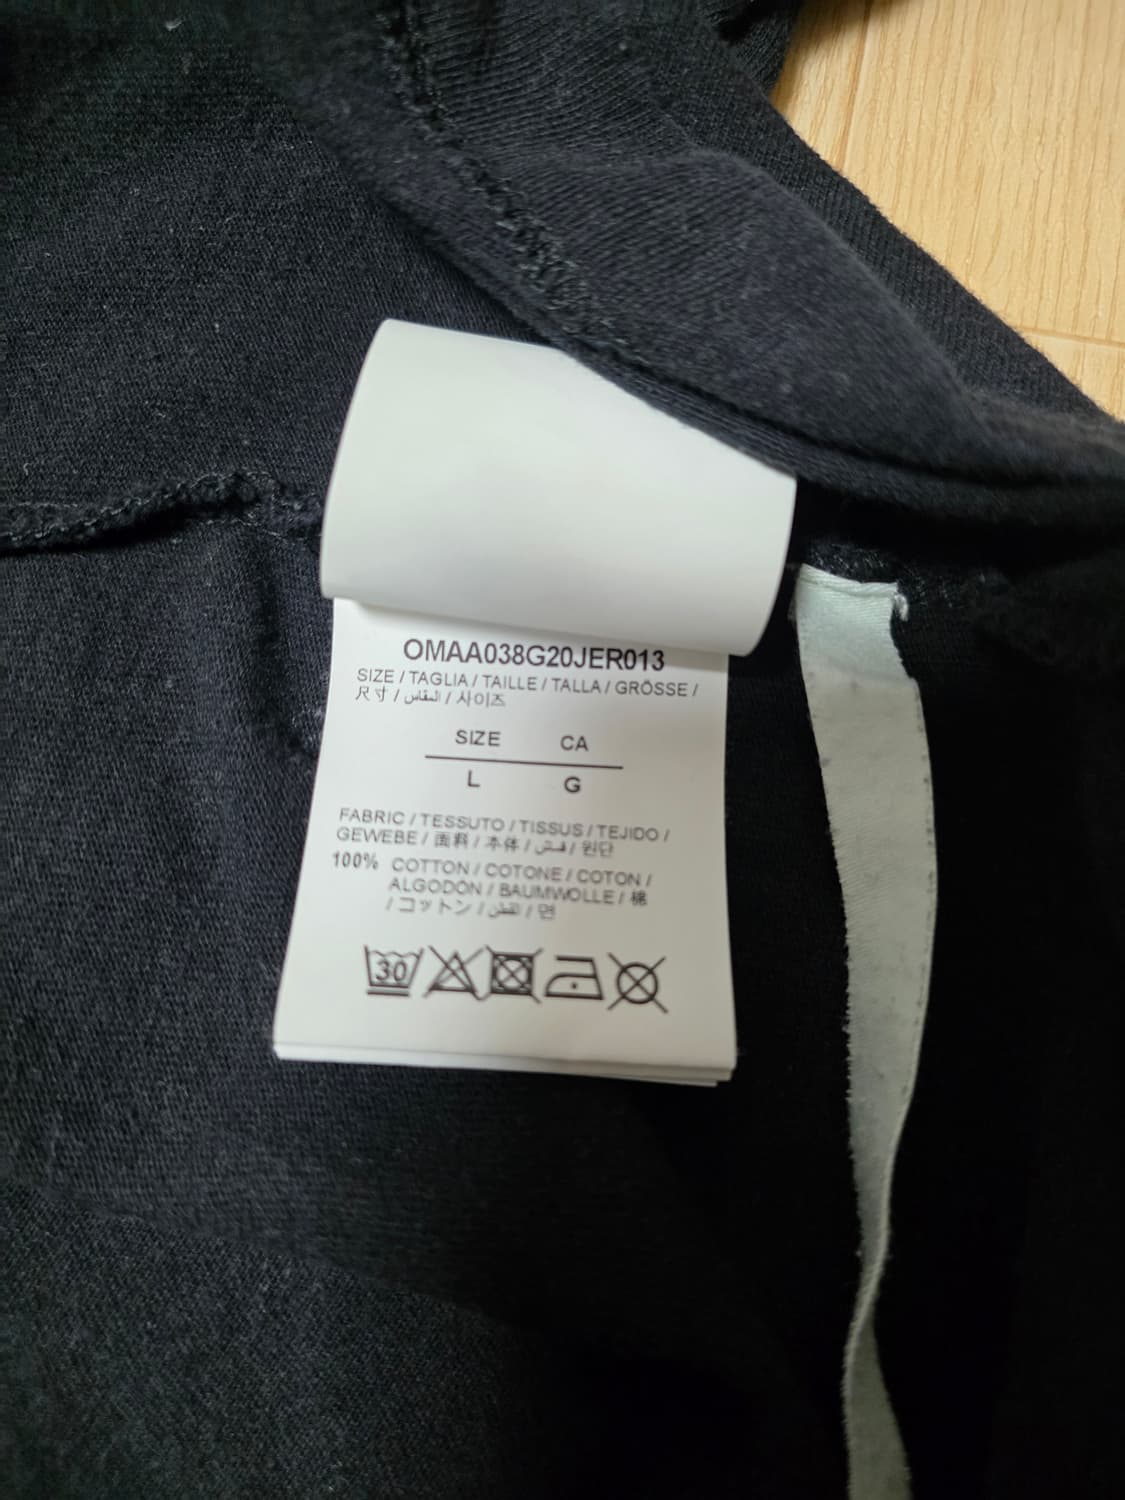 OMAA038G20JER013
SIZE / TAGLIA / TAILLE / TALLA / GRÖSSE /
尺寸 / المقاس / 사이즈
SIZE CA
L G
FABRIC / TESSUTO / TISSUS / TEJIDO /
GEWEBE / 面料 / 本体 / قماش / 원단
100% COTTON / COTONE / COTON /
ALGODÓN / BAUMWOLLE / 棉
/ コットン / القطن / 면
30